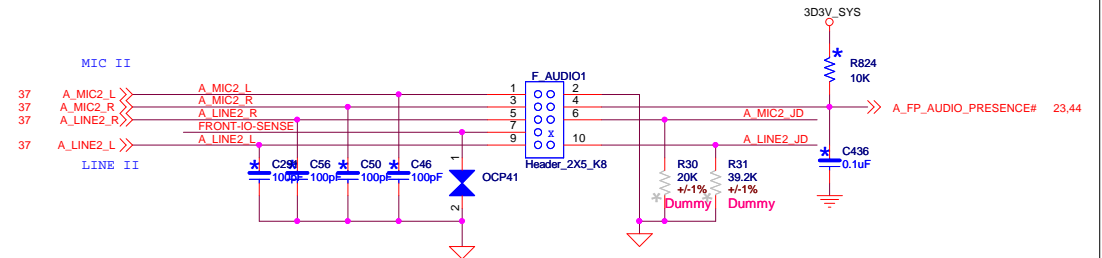 3D3V_SYS
MIC II
R824
10K
F_AUDIO1
37 A_MIC2_L A_MIC2_L 1 2
37 A_MIC2_R A_MIC2_R 3 4 A_FP_AUDIO_PRESENCE# 23,44
37 A_LINE2_R A_LINE2_R 5 6 A_MIC2_JD
FRONT-IO-SENSE 7 x
37 A_LINE2_L A_LINE2_L 9 10 A_LINE2_JD
LINE II
Header_2X5_K8
C436
0.1uF
C56 C50 C46
100pF 100pF 100pF 100pF
1
OCP41
2
R30 R31
20K 39.2K
+/-1% +/-1%
Dummy Dummy